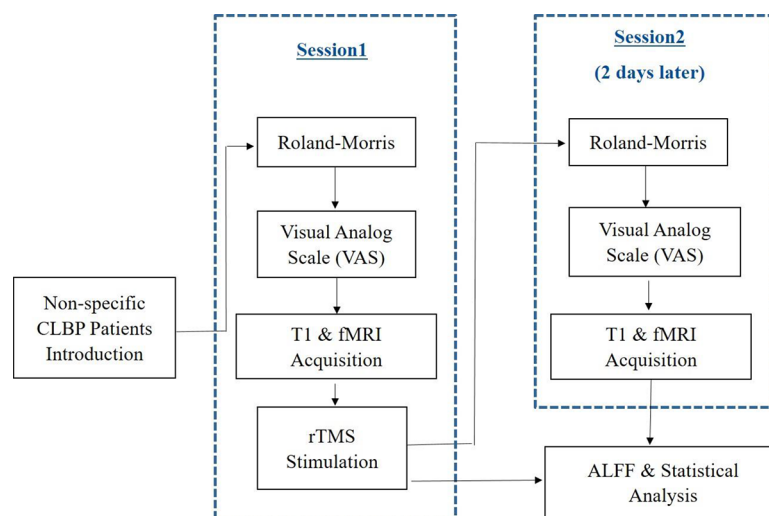 Session1
Roland-Morris
Visual Analog
Scale (VAS)
Non-specific
CLBP Patients
Introduction
T1 & fMRI
Acquisition
rTMS
Stimulation
Session2
(2 days later)
Roland-Morris
Visual Analog
Scale (VAS)
T1 & fMRI
Acquisition
ALFF & Statistical
Analysis